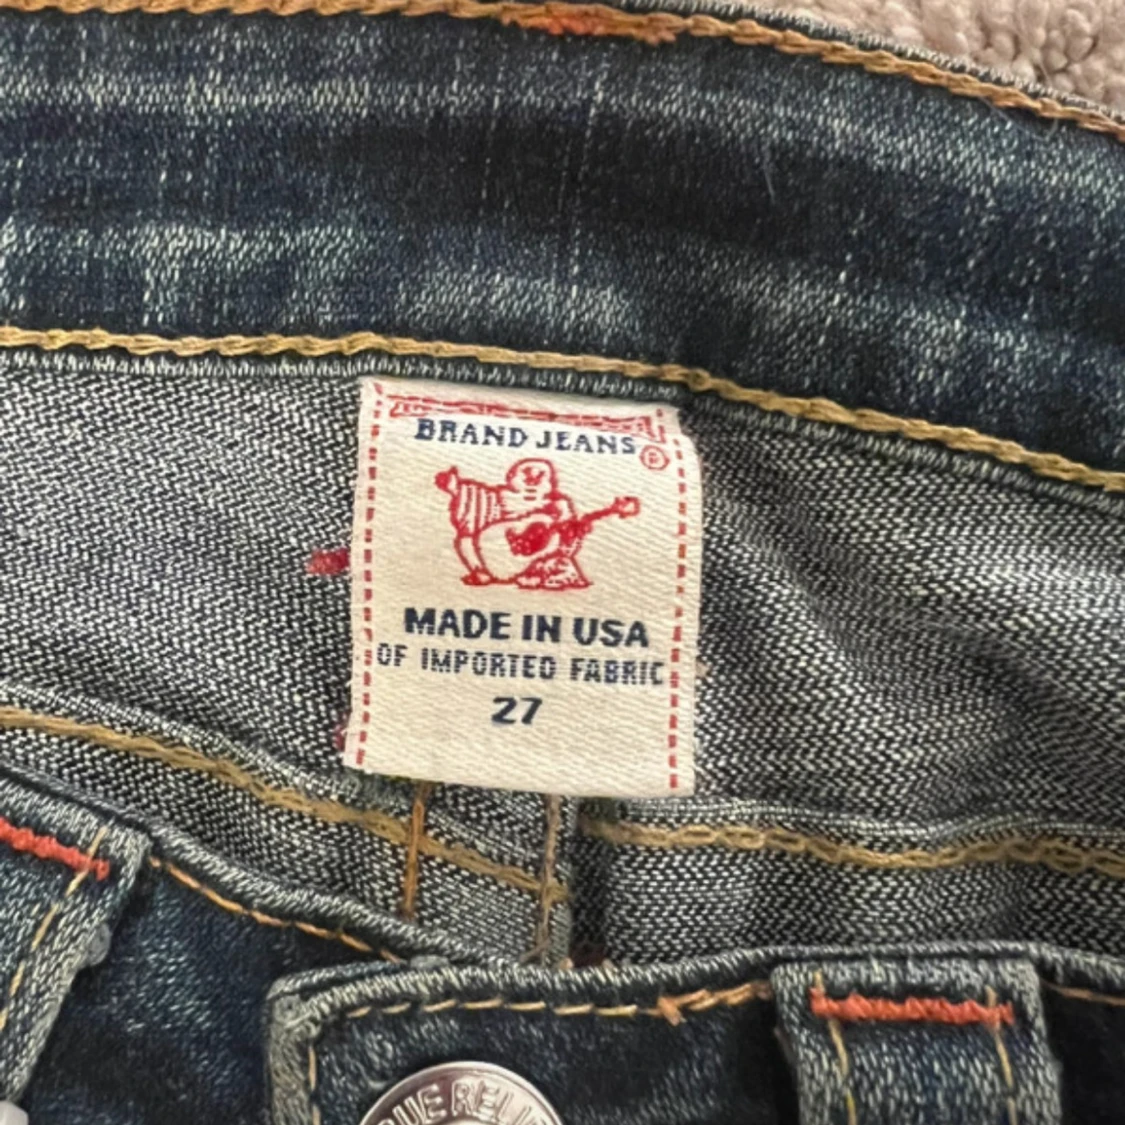 BRAND JEANS
®
MADE IN USA
OF IMPORTED FABRIC
27